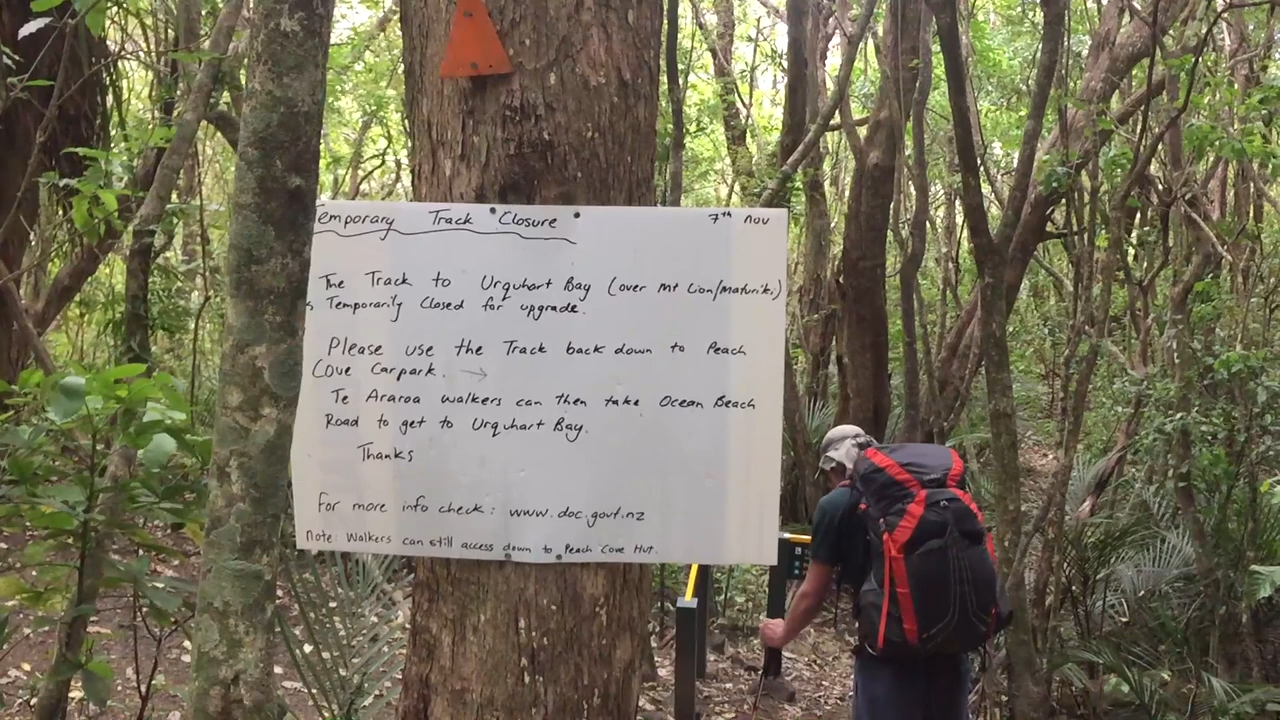 emporary Track Closure 7th nov
The Track to Urquhart Bay (over Mt Lion/Matariki)
s Temporarily Closed for upgrade.
Please use the Track back down to Peach
Cove Carpark. →
Te Araroa walkers can then take Ocean Beach
Road to get to Urquhart Bay.
Thanks
For more info check: www.doc.govt.nz
note: Walkers can still access down to Peach Cove Hut.